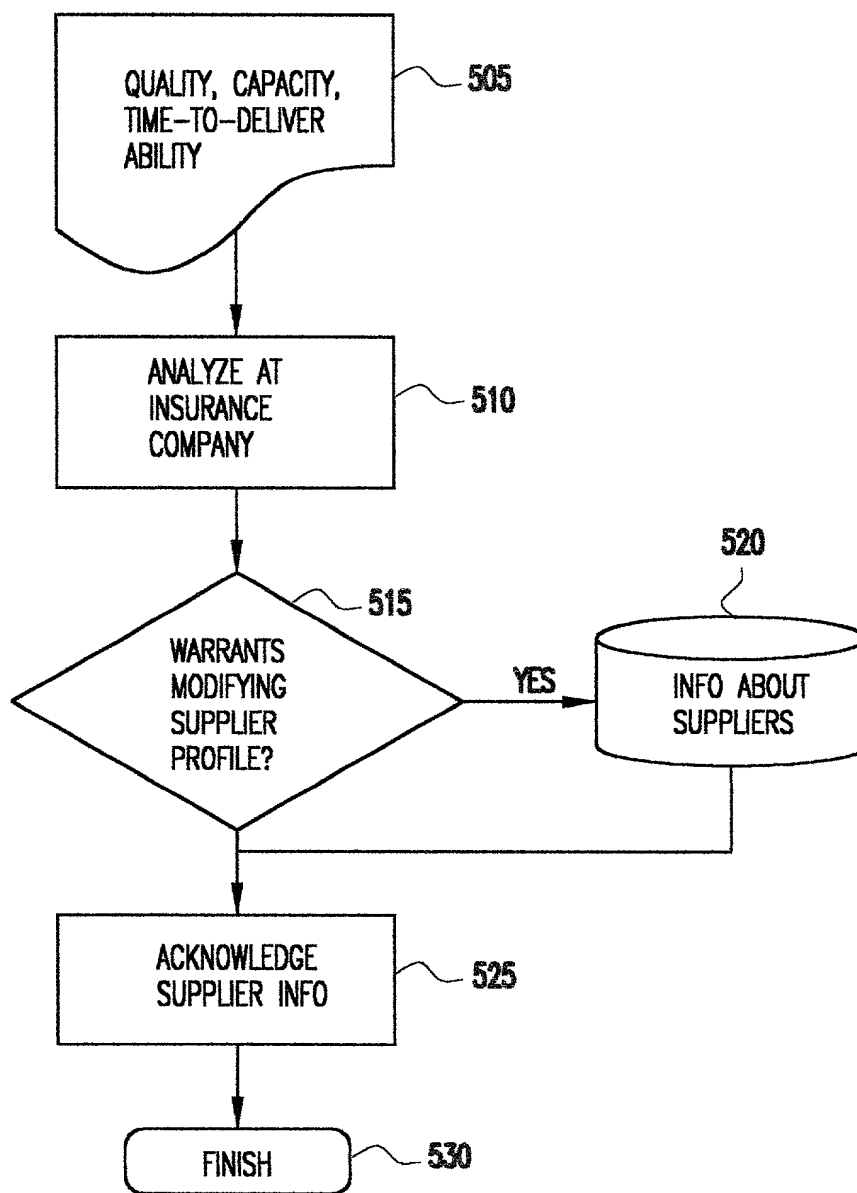 QUALITY, CAPACITY,
TIME-TO-DELIVER
ABILITY
505
ANALYZE AT
INSURANCE
COMPANY
510
515
WARRANTS
MODIFYING
SUPPLIER
PROFILE?
YES
520
INFO ABOUT
SUPPLIERS
ACKNOWLEDGE
SUPPLIER INFO
525
FINISH
530